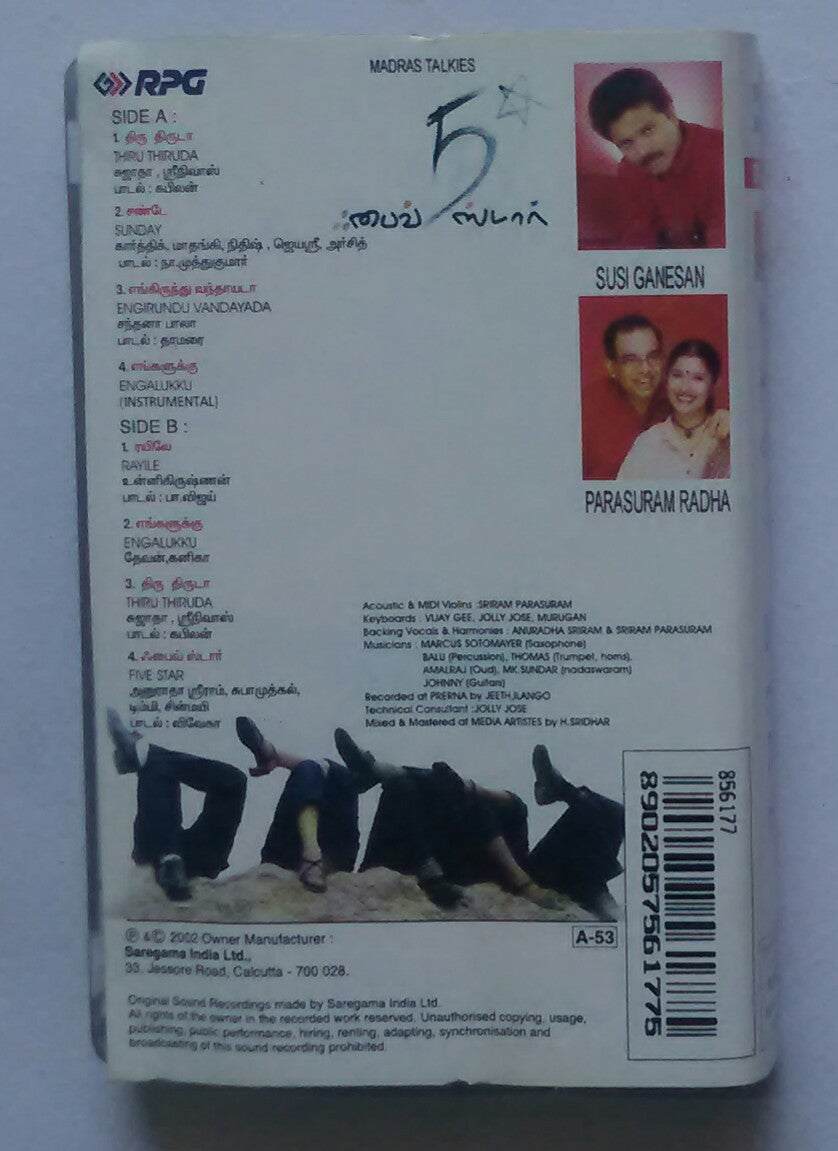 RPG
MADRAS TALKIES
5
ஃபைவ் ஸ்டார்
SIDE A :
1. திரு திருடா
THIRU THIRUDA
சுஜாதா , ஸ்ரீநிவாஸ்
பாடல் : கபிலன்
2. சண்டே
SUNDAY
கார்த்திக், மாதங்கி, நிதிஷ் , ஜெயஸ்ரீ, அர்சித்
பாடல் : நா.முத்துகுமார்
3. எங்கிருந்து வந்தாயடா
ENGIRUNDU VANDAYADA
சந்தனா பாலா
பாடல் : தாமரை
4. எங்களுக்கு
ENGALUKKU
(INSTRUMENTAL)
SIDE B :
1. ரயிலே
RAYILE
உன்னிகிருஷ்ணன்
பாடல் : பா.விஜய்
2. எங்களுக்கு
ENGALUKKU
தேவன்,கனிகா
3. திரு திருடா
THIRU THIRUDA
சுஜாதா , ஸ்ரீநிவாஸ்
பாடல் : கபிலன்
4. ஃபைவ் ஸ்டார்
FIVE STAR
அனுராதா ஸ்ரீராம், சுபாமுத்கல்,
டிம்மி, சின்மயி
பாடல் : விவேகா
SUSI GANESAN
PARASURAM RADHA
Acoustic & MIDI Violins :SRIRAM PARASURAM
Keyboards : VIJAY GEE, JOLLY JOSE, MURUGAN
Backing Vocals & Harmonies : ANURADHA SRIRAM & SRIRAM PARASURAM
Musicians : MARCUS SOTOMAYER (Saxophone)
BALU (Percussion), THOMAS (Trumpet, horns),
AMALRAJ (Oud), MK.SUNDAR (nadaswaram)
JOHNNY (Guitars)
Recorded at PRERNA by JEETH,ILANGO
Technical Consultant :JOLLY JOSE
Mixed & Mastered at MEDIA ARTISTES by H.SRIDHAR
856177
8902057561775
A-53
℗ & © 2002 Owner Manufacturer :
Saregama India Ltd.,
33, Jessore Road, Calcutta - 700 028.
Original Sound Recordings made by Saregama India Ltd.
All rights of the owner in the recorded work reserved. Unauthorised copying, usage,
publishing, public performance, hiring, renting, adapting, synchronisation and
broadcasting of this sound recording prohibited.